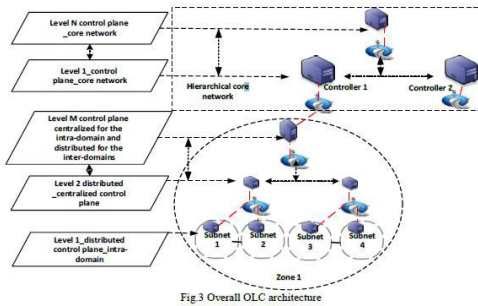 Level N control plane
_core network
Level 1_control
plane_core network
Hierarchical core
network
Controller 1
Controller Z
Level M control plane
centralized for the
intra-domain and
distributed for the
inter-domains
Level 2 distributed
_centralized control
plane
Level 1_distributed
control plane_intra-
domain
Subnet
1
Subnet
2
Subnet
3
Subnet
4
Zone 1
Fig.3 Overall OLC architecture